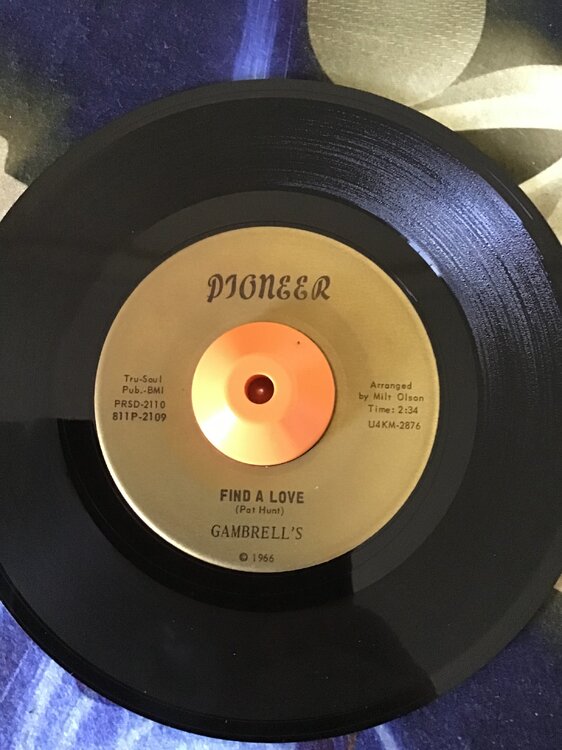 PIONEER
Tru-Soul
Pub.-BMI
PRSD-2110
811P-2109
Arranged
by Milt Olson
Time: 2:34
U4KM-2876
FIND A LOVE
(Pat Hunt)
GAMBRELL'S
© 1966